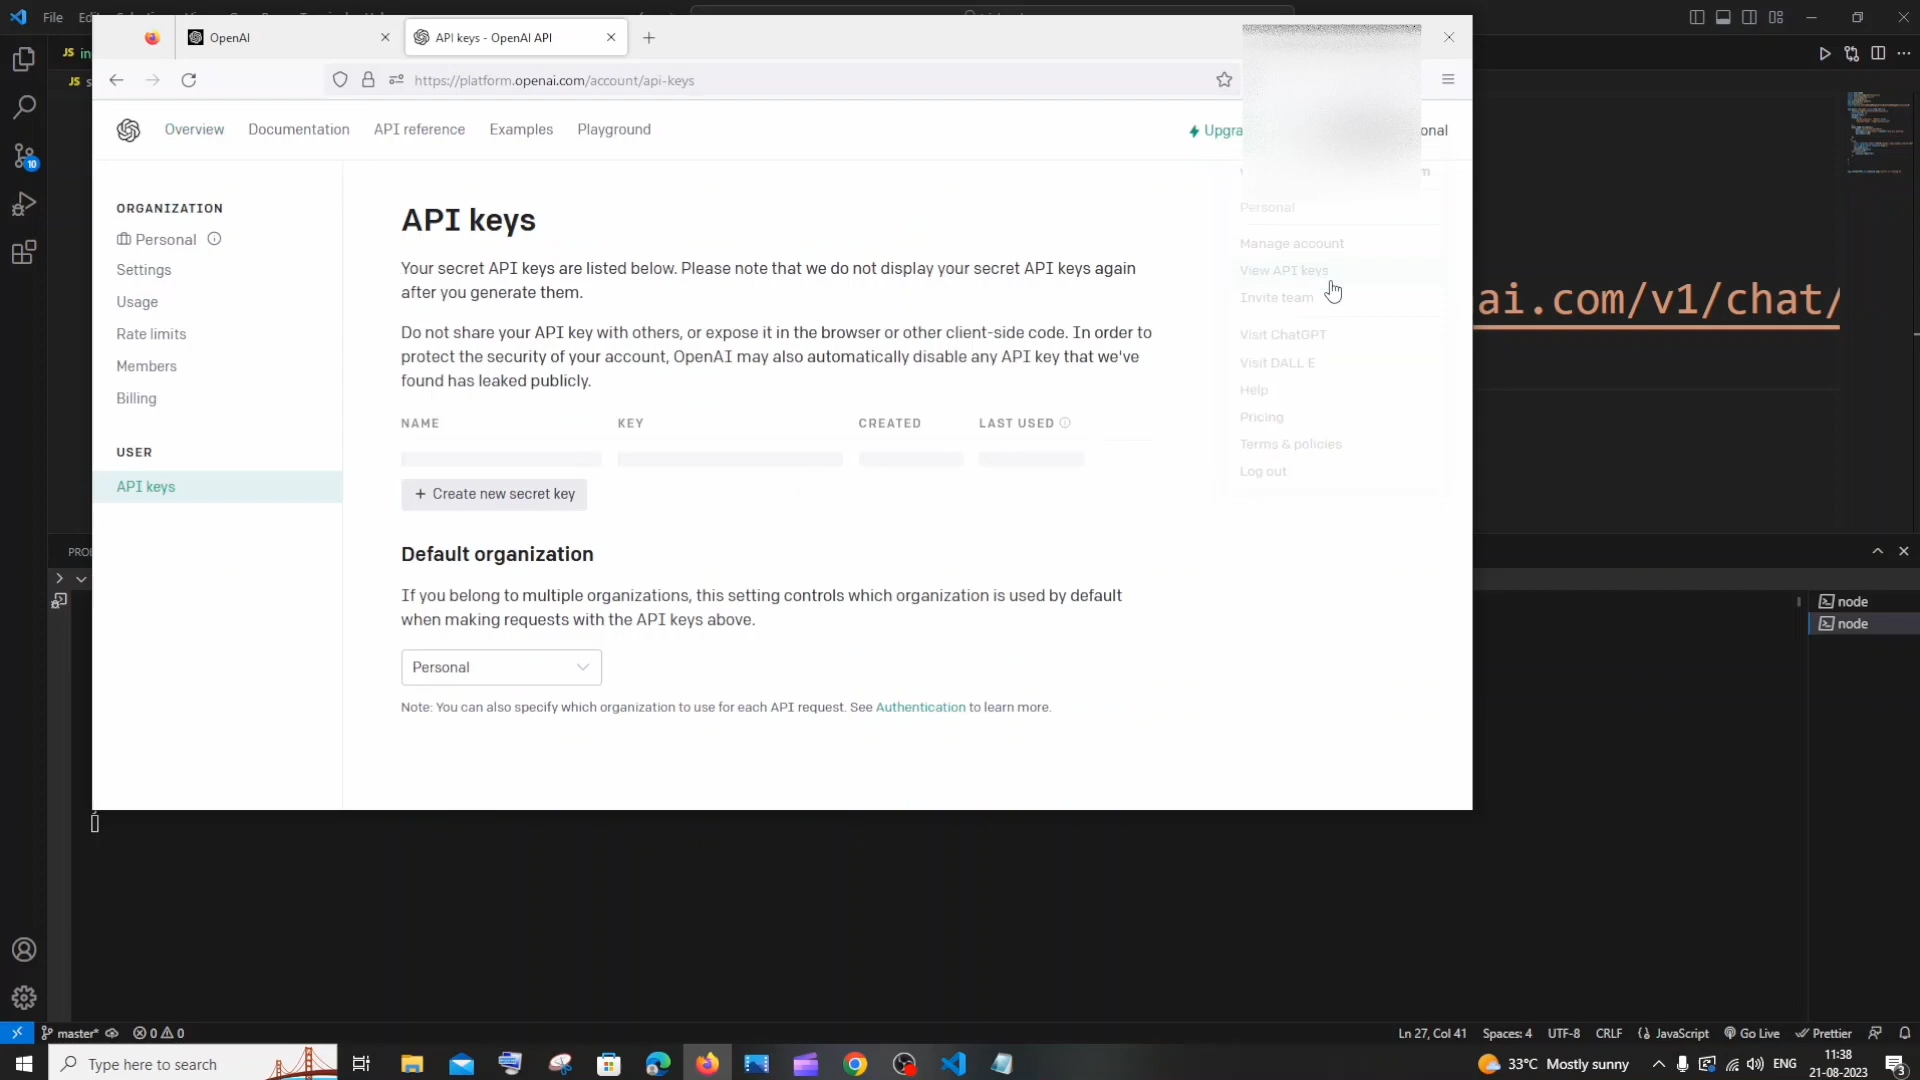 File
OpenAI
API keys - OpenAI API
https://platform.openai.com/account/api-keys
Overview
Documentation
API reference
Examples
Playground
ORGANIZATION
Personal
Settings
Usage
Rate limits
Members
Billing
USER
API keys
API keys
Your secret API keys are listed below. Please note that we do not display your secret API keys again
after you generate them.
Do not share your API key with others, or expose it in the browser or other client-side code. In order to
protect the security of your account, OpenAI may also automatically disable any API key that we've
found has leaked publicly.
NAME KEY CREATED LAST USED
+ Create new secret key
Default organization
If you belong to multiple organizations, this setting controls which organization is used by default
when making requests with the API keys above.
Personal
Note: You can also specify which organization to use for each API request. See Authentication to learn more.
Personal
Manage account
View API keys
Invite team
Visit ChatGPT
Visit DALL·E
Help
Pricing
Terms & policies
Log out
ai.com/v1/chat/
JS
JS
10
node
node
master*
0 0
Ln 27, Col 41
Spaces: 4
UTF-8
CRLF
JavaScript
Go Live
Prettier
Type here to search
33°C Mostly sunny
ENG
11:38
21-08-2023
3